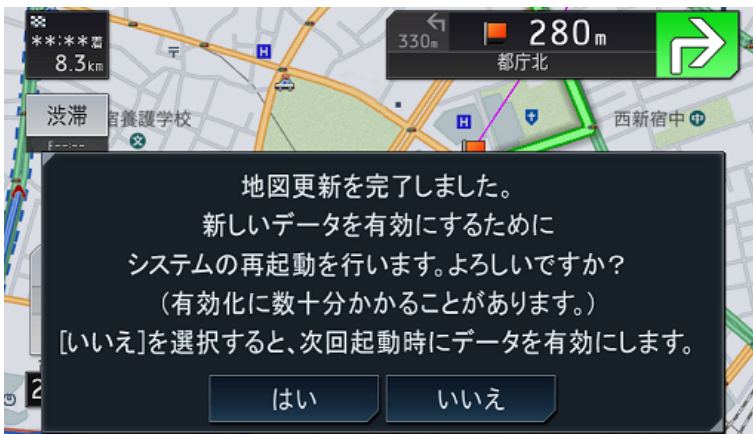 **:**着
8.3km
330m
280m
都庁北
渋滞
宿養護学校
西新宿中
H
H
地図更新を完了しました。
新しいデータを有効にするために
システムの再起動を行います。よろしいですか？
（有効化に数十分かかることがあります。）
[いいえ]を選択すると、次回起動時にデータを有効にします。
はい
いいえ